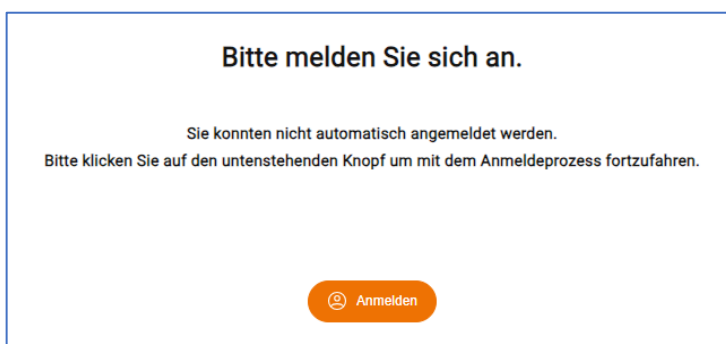 Bitte melden Sie sich an.
Sie konnten nicht automatisch angemeldet werden.
Bitte klicken Sie auf den untenstehenden Knopf um mit dem Anmeldeprozess fortzufahren.
Anmelden